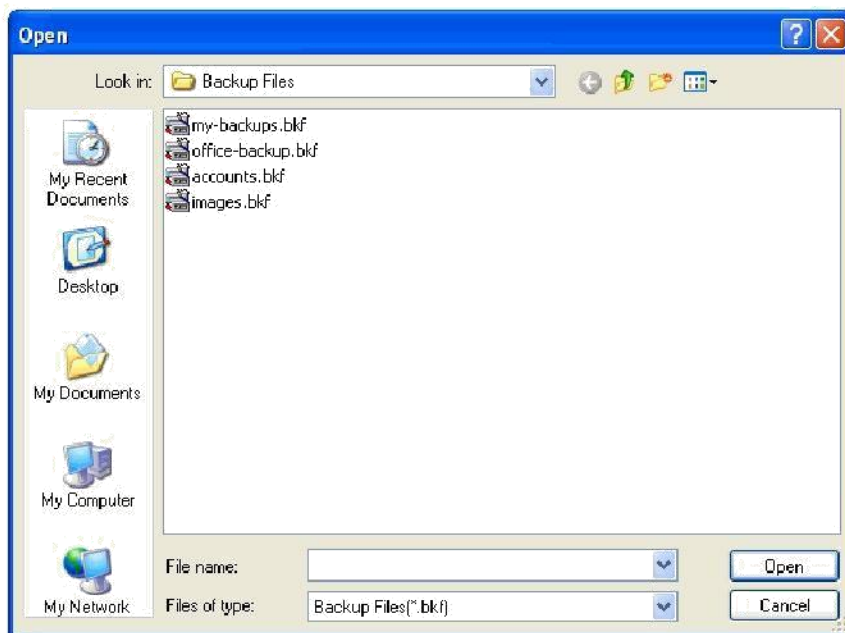 Open
?
Look in: Backup Files
my-backups.bkf
office-backup.bkf
accounts.bkf
images.bkf
My Recent
Documents
Desktop
My Documents
My Computer
My Network
File name:
Open
Files of type: Backup Files(*.bkf)
Cancel